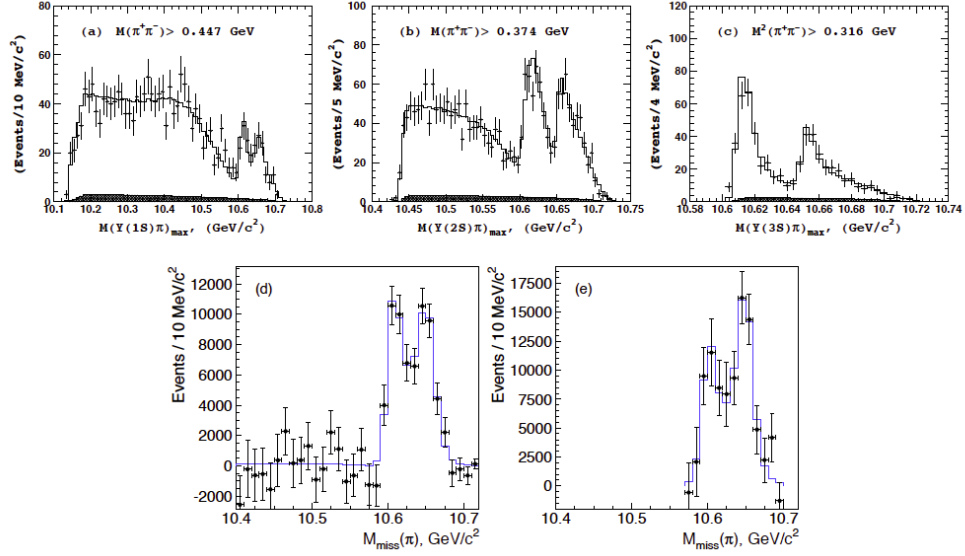 (a) M(π⁺π⁻)> 0.447 GeV
(Events/10 MeV/c²)
80
60
40
20
0
10.1 10.2 10.3 10.4 10.5 10.6 10.7 10.8
M(Y(1S)π)max, (GeV/c²)
(b) M(π⁺π⁻)> 0.374 GeV
(Events/5 MeV/c²)
100
80
60
40
20
0
10.4 10.45 10.50 10.55 10.60 10.65 10.70 10.75
M(Y(2S)π)max, (GeV/c²)
(c) M²(π⁺π⁻)> 0.316 GeV
(Events/4 MeV/c²)
120
80
40
0
10.58 10.60 10.62 10.64 10.66 10.68 10.70 10.72 10.74
M(Y(3S)π)max, (GeV/c²)
(d)
Events / 10 MeV/c²
12000
10000
8000
6000
4000
2000
0
-2000
10.4 10.5 10.6 10.7
Mmiss(π), GeV/c²
(e)
Events / 10 MeV/c²
17500
15000
12500
10000
7500
5000
2500
0
10.4 10.5 10.6 10.7
Mmiss(π), GeV/c²